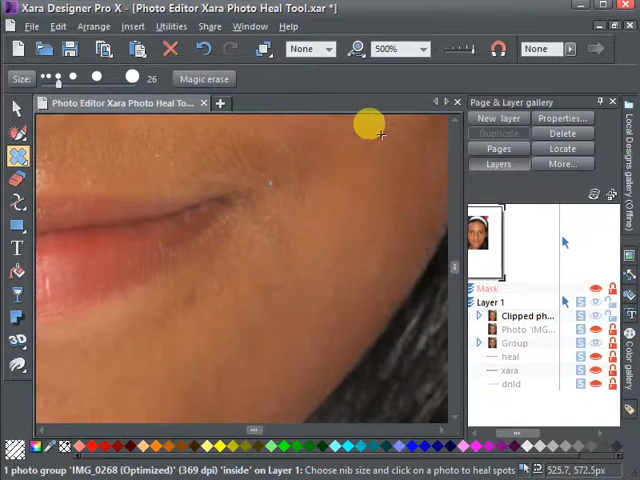 Xara Designer Pro X - [Photo Editor Xara Photo Heal Tool.xar *]
File Edit Arrange Insert Utilities Share Window Help
None 500% None
Size: 26 Magic erase
Photo Editor Xara Photo Heal To...
Page & Layer gallery
New layer Properties...
Duplicate Delete
Pages Locate
Layers More...
Mask
Layer 1
Clipped ph...
Photo 'IMG...
Group
heal
xara
dnid
Local Designs gallery (Offline)
Color gallery
1 photo group 'IMG_0268 (Optimized)' (369 dpi) 'inside' on Layer 1: Choose nib size and click on a photo to heal spots
525.7, 572.5px